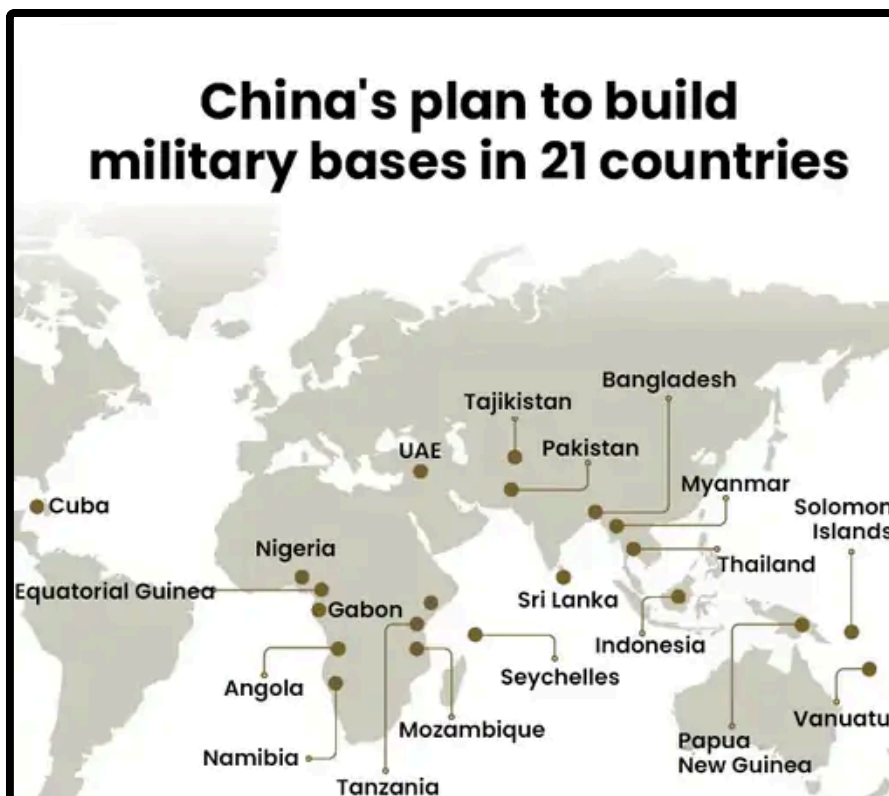 China's plan to build
military bases in 21 countries
Bangladesh
Tajikistan
Pakistan
UAE
Myanmar
Cuba
Solomon
Islands
Nigeria
Thailand
Equatorial Guinea
Sri Lanka
Gabon
Indonesia
Seychelles
Angola
Vanuatu
Mozambique
Papua
New Guinea
Namibia
Tanzania